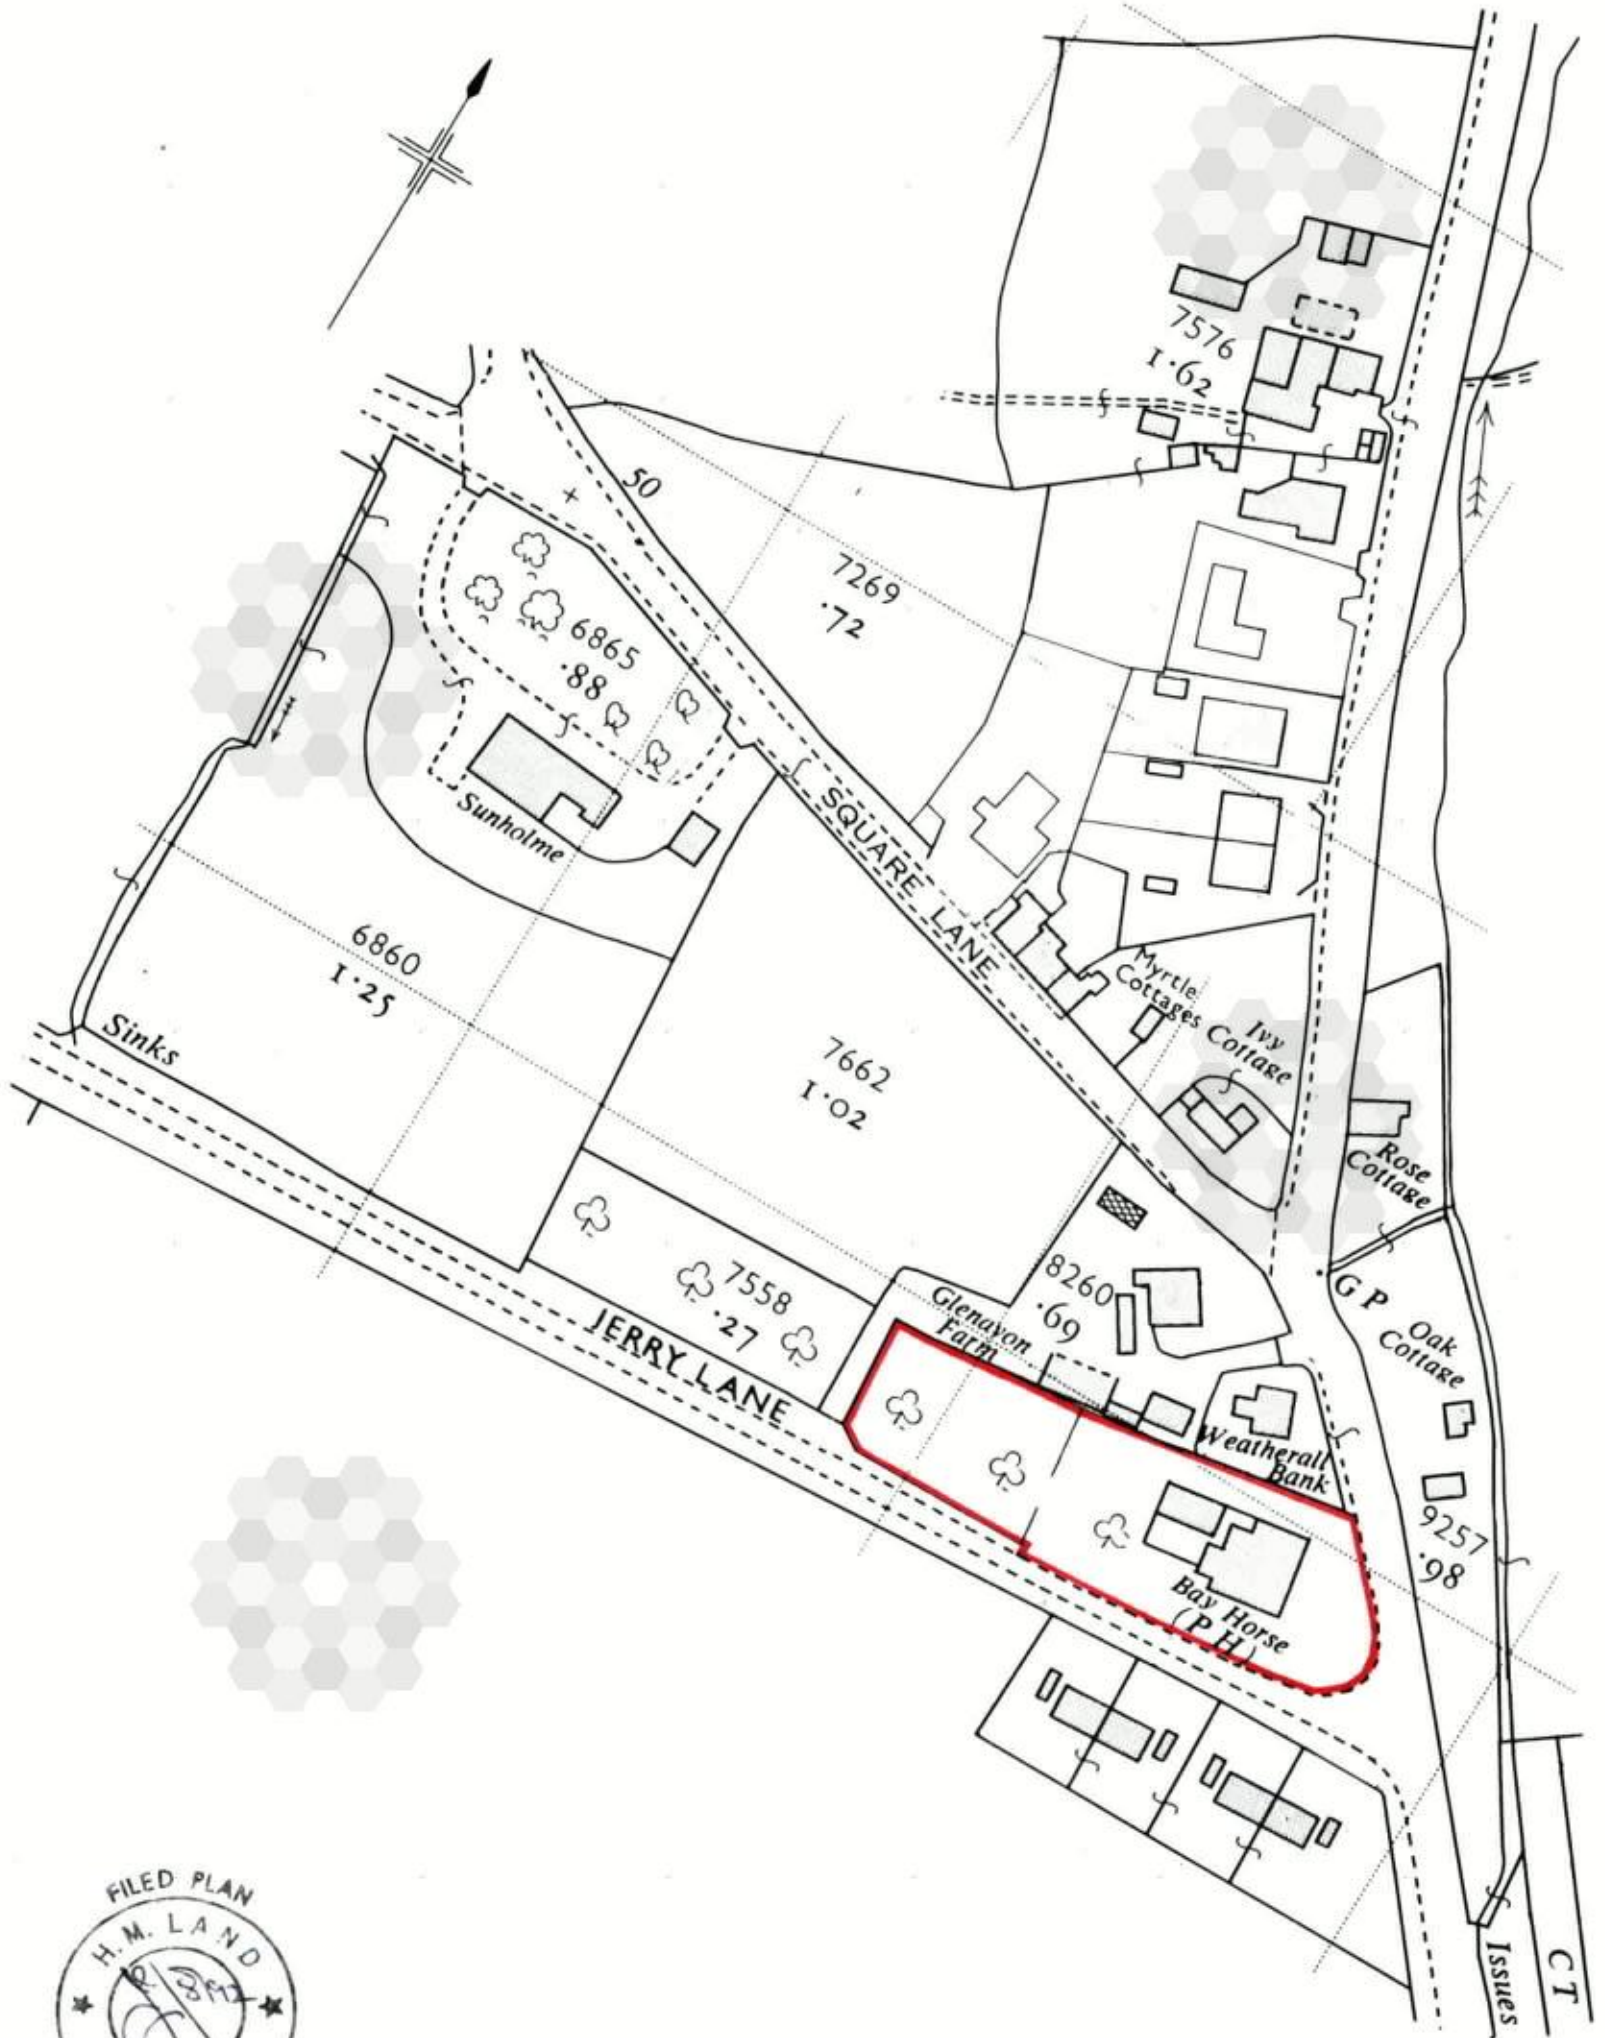 7576
1·62
50
7269
·72
6865
·88
Sunholme
SQUARE LANE
6860
1·25
Sinks
Myrtle
Cottages
Ivy
Cottage
7662
1·02
Rose
Cottage
8260
·69
G P
Oak
Cottage
Glenavon
Farm
7558
·27
JERRY LANE
Weatherall
Bank
9257
·98
Bay Horse
(PH)
FILED PLAN
H.M. LAND
Issues
CT